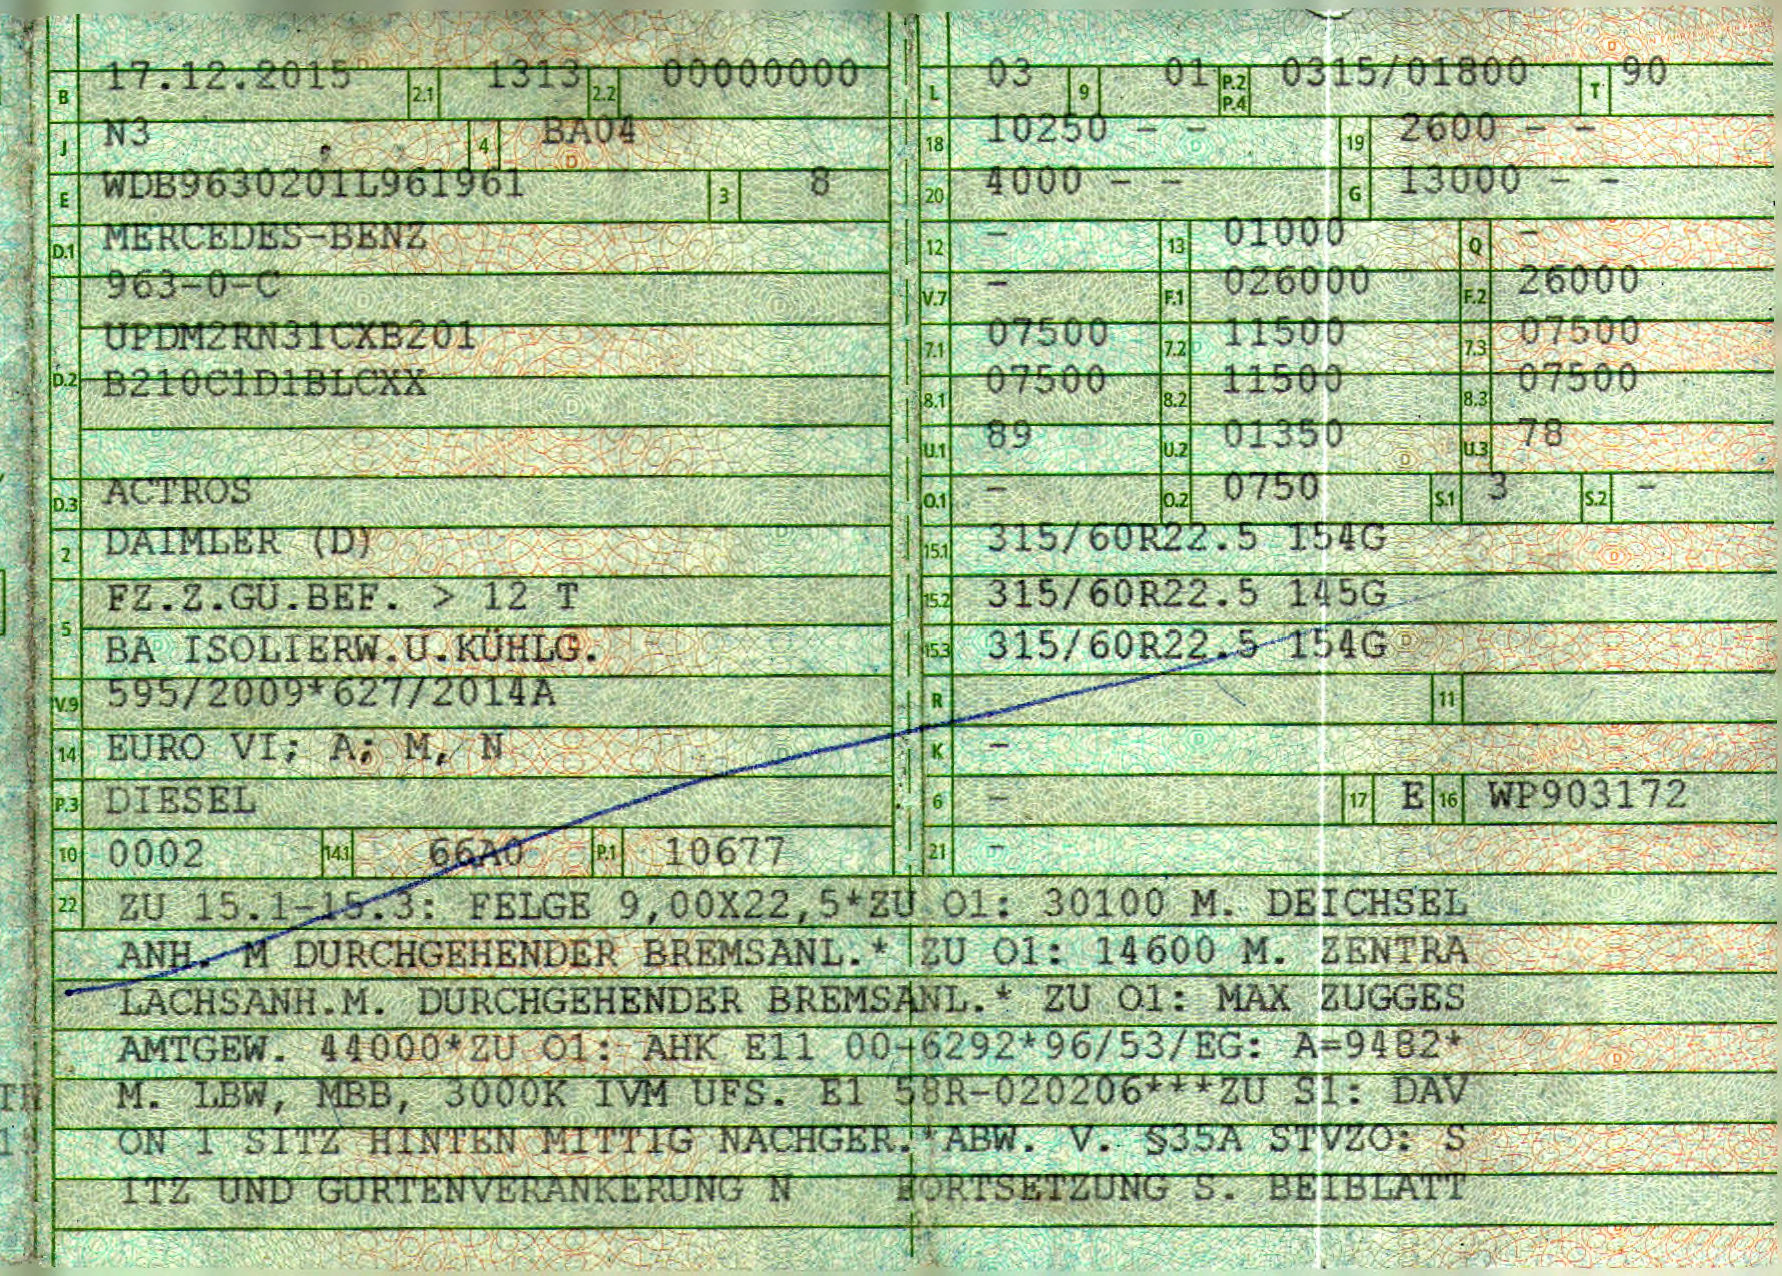 B 17.12.2015 2.1 1313 2.2 00000000
J N3 4 BA04
E WDB9630201L961961 3 8
D.1 MERCEDES-BENZ
963-0-C
UPDM2RN31CXB201
D.2 B210C1D1BLCXX
D.3 ACTROS
2 DAIMLER (D)
FZ.Z.GÜ.BEF. > 12 T
5 BA ISOLIERW.U.KÜHLG.
V.9 595/2009*627/2014A
14 EURO VI; A; M, N
P.3 DIESEL
10 0002 14.1 66A0 P.1 10677
L 03 9 01 P.2 P.4 0315/01800 T 90
18 10250 - - 19 2600 - -
20 4000 - - G 13000 - -
12 - 13 01000 Q -
V.7 - F.1 026000 F.2 26000
7.1 07500 7.2 11500 7.3 07500
8.1 07500 8.2 11500 8.3 07500
U.1 89 U.2 01350 U.3 78
O.1 - O.2 0750 S.1 3 S.2 -
15.1 315/60R22.5 154G
15.2 315/60R22.5 145G
15.3 315/60R22.5 154G
R 11
K -
6 - 17 E 16 WP903172
21 -
22 ZU 15.1-15.3: FELGE 9,00X22,5*ZU O1: 30100 M. DEICHSEL
ANH. M DURCHGEHENDER BREMSANL.* ZU O1: 14600 M. ZENTRA
LACHSANH.M. DURCHGEHENDER BREMSANL.* ZU O1: MAX ZUGGES
AMTGEW. 44000*ZU O1: AHK E11 00-6292*96/53/EG: A=9482*
M. LBW, MBB, 3000K IVM UFS. E1 58R-020206***ZU S1: DAV
ON 1 SITZ HINTEN MITTIG NACHGER.*ABW. V. §35A STVZO: S
ITZ UND GURTENVERANKERUNG N FORTSETZUNG S. BEIBLATT